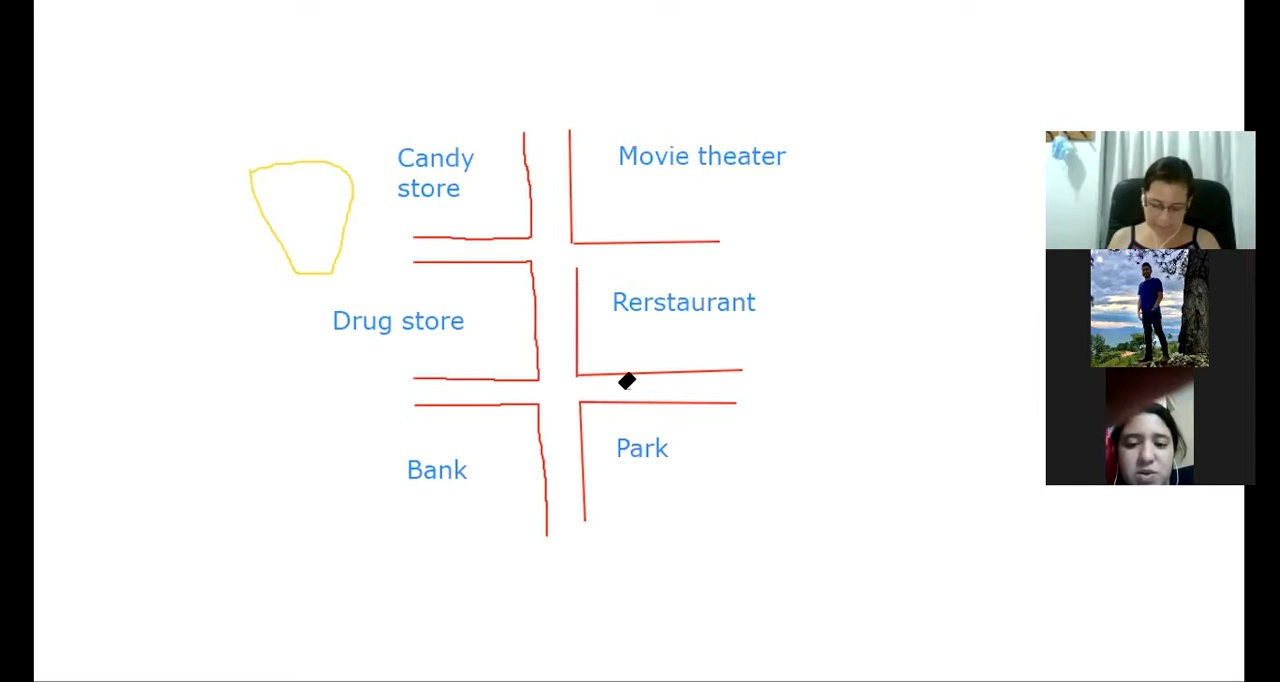 Candy
store
Movie theater
Drug store
Rerstaurant
Bank
Park